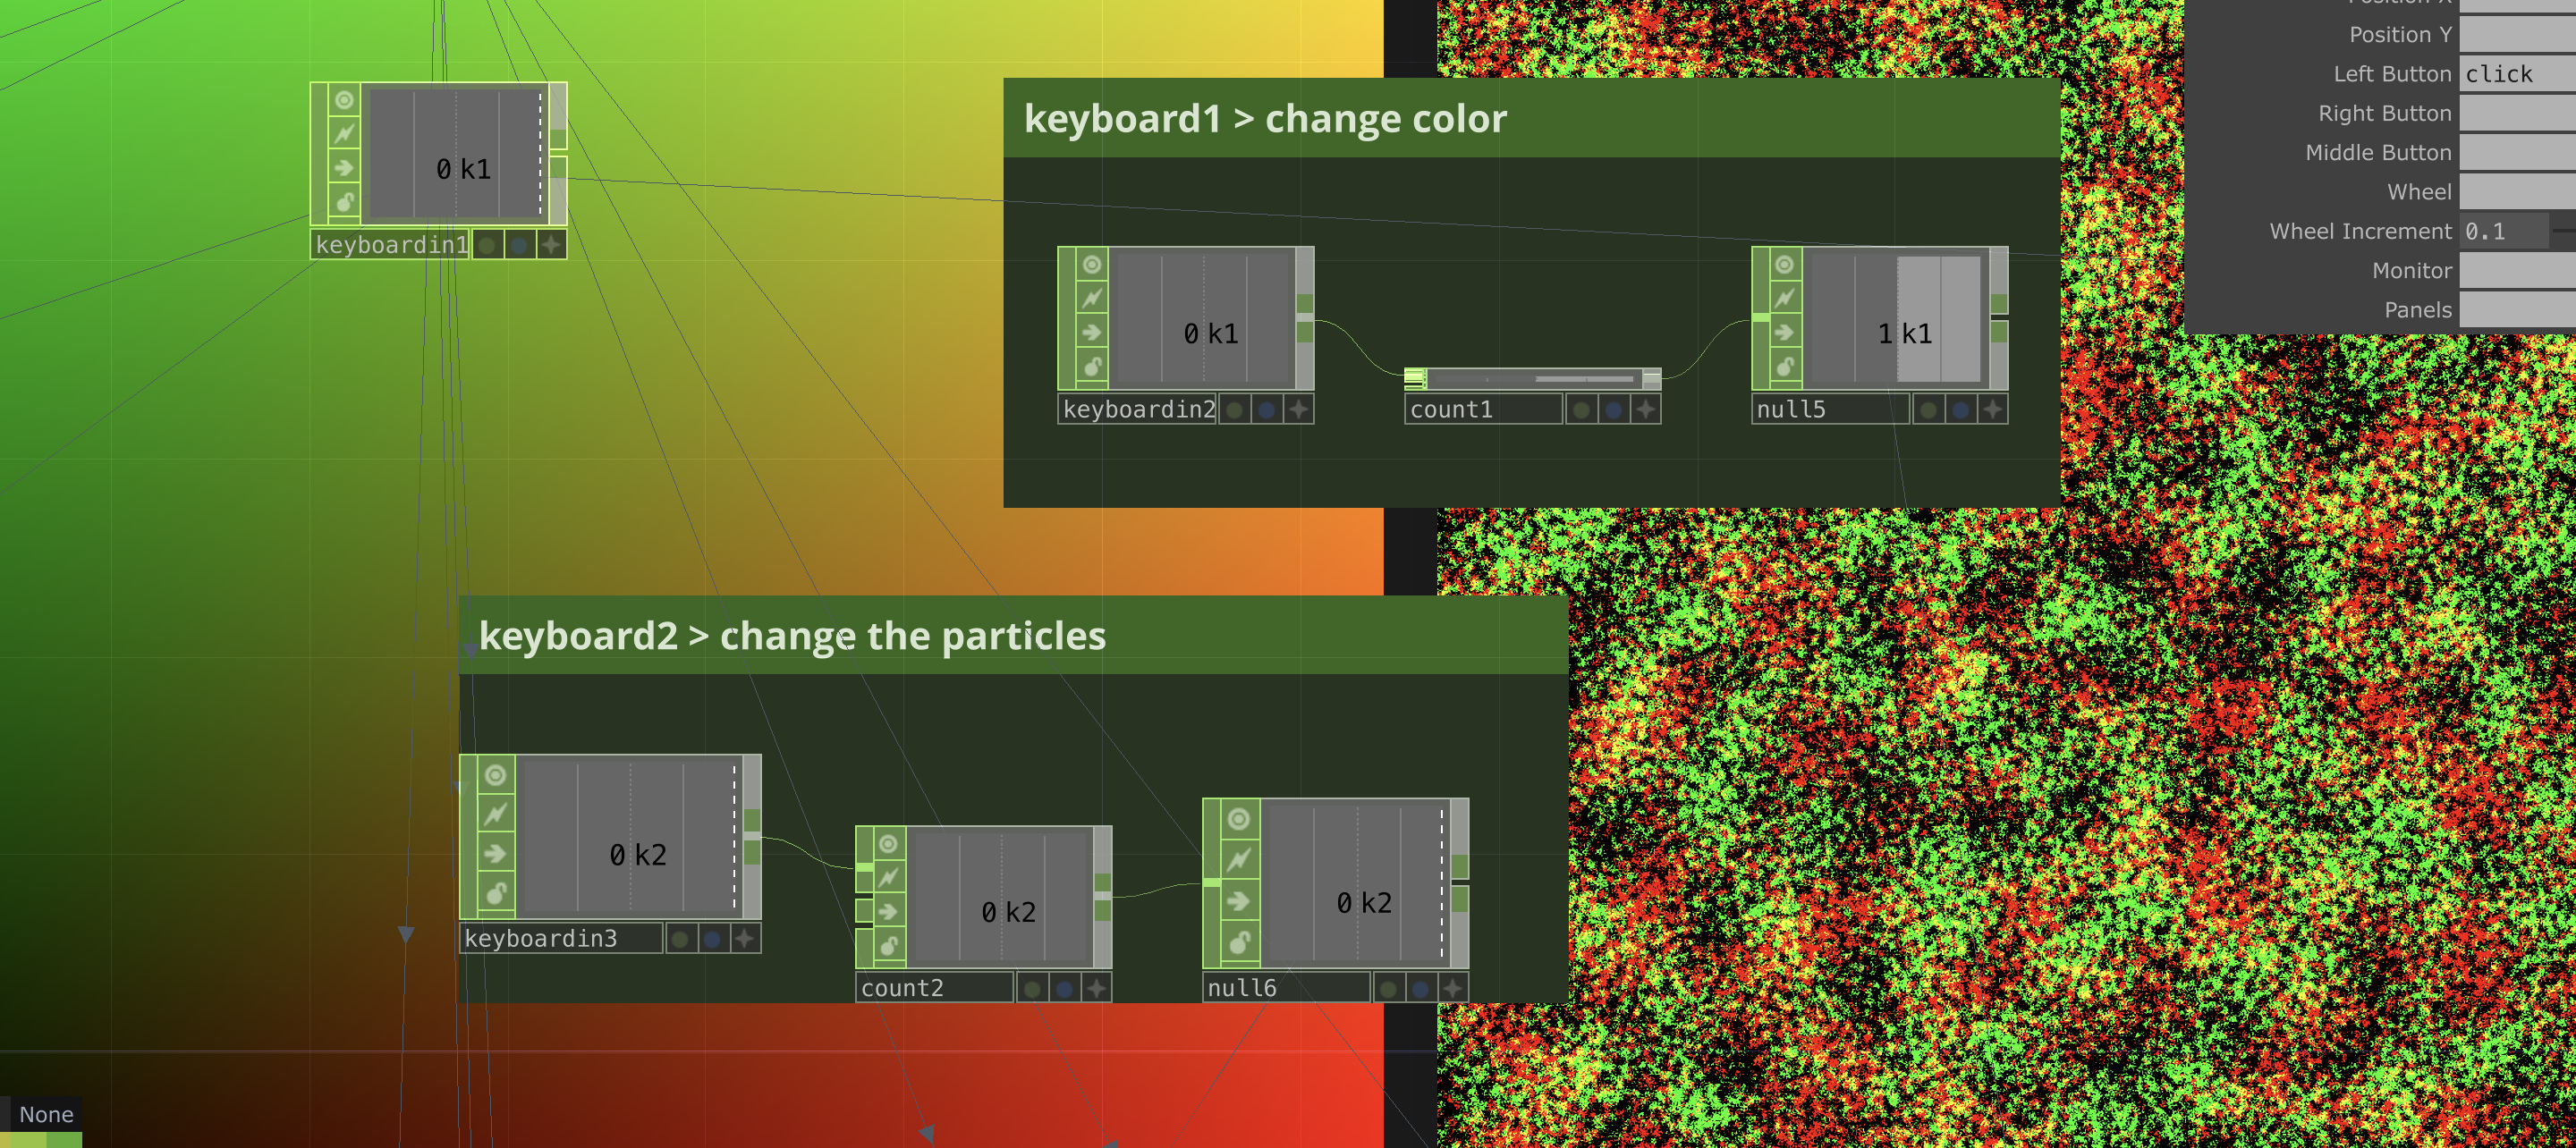 Position X
Position Y
Left Button click
Right Button
Middle Button
Wheel
Wheel Increment 0.1
Monitor
Panels
0 k1
keyboardin1
keyboard1 > change color
0 k1
keyboardin2
count1
1 k1
null5
keyboard2 > change the particles
0 k2
keyboardin3
0 k2
count2
0 k2
null6
None